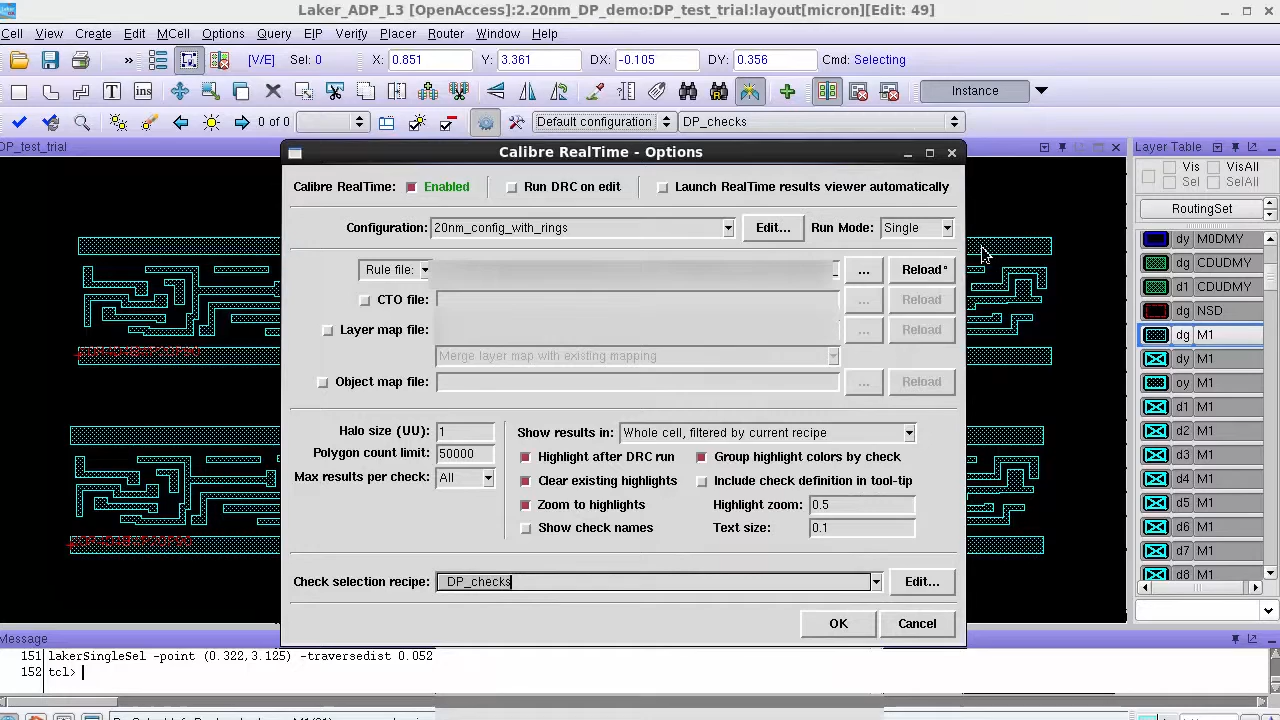 Laker_ADP_L3 [OpenAccess]:2.20nm_DP_demo:DP_test_trial:layout[micron][Edit: 49]
Cell View Create Edit MCell Options Query EIP Verify Placer Router Window Help
» [V/E] Sel: 0 X: 0.851 Y: 3.361 DX: -0.105 DY: 0.356 Cmd: Selecting
T ins Instance
0 of 0 Default configuration DP_checks
DP_test_trial
Layer Table
Calibre RealTime - Options
Calibre RealTime: Enabled Run DRC on edit Launch RealTime results viewer automatically
Configuration: 20nm_config_with_rings Edit... Run Mode: Single
Rule file: ... Reload*
CTO file: ... Reload
Layer map file: ... Reload
Merge layer map with existing mapping
Object map file: ... Reload
Halo size (UU): 1
Polygon count limit: 50000
Max results per check: All
Show results in: Whole cell, filtered by current recipe
Highlight after DRC run Group highlight colors by check
Clear existing highlights Include check definition in tool-tip
Zoom to highlights Highlight zoom: 0.5
Show check names Text size: 0.1
Check selection recipe: DP_checks Edit...
OK Cancel
Vis VisAll
Sel SelAll
RoutingSet
dy M0DMY
dg CDUDMY
d1 CDUDMY
dg NSD
dg M1
dy M1
oy M1
d1 M1
d2 M1
d3 M1
d4 M1
d5 M1
d6 M1
d7 M1
d8 M1
Message
151 lakerSingleSel -point (0.322,3.125) -traversedist 0.052
152 tcl>